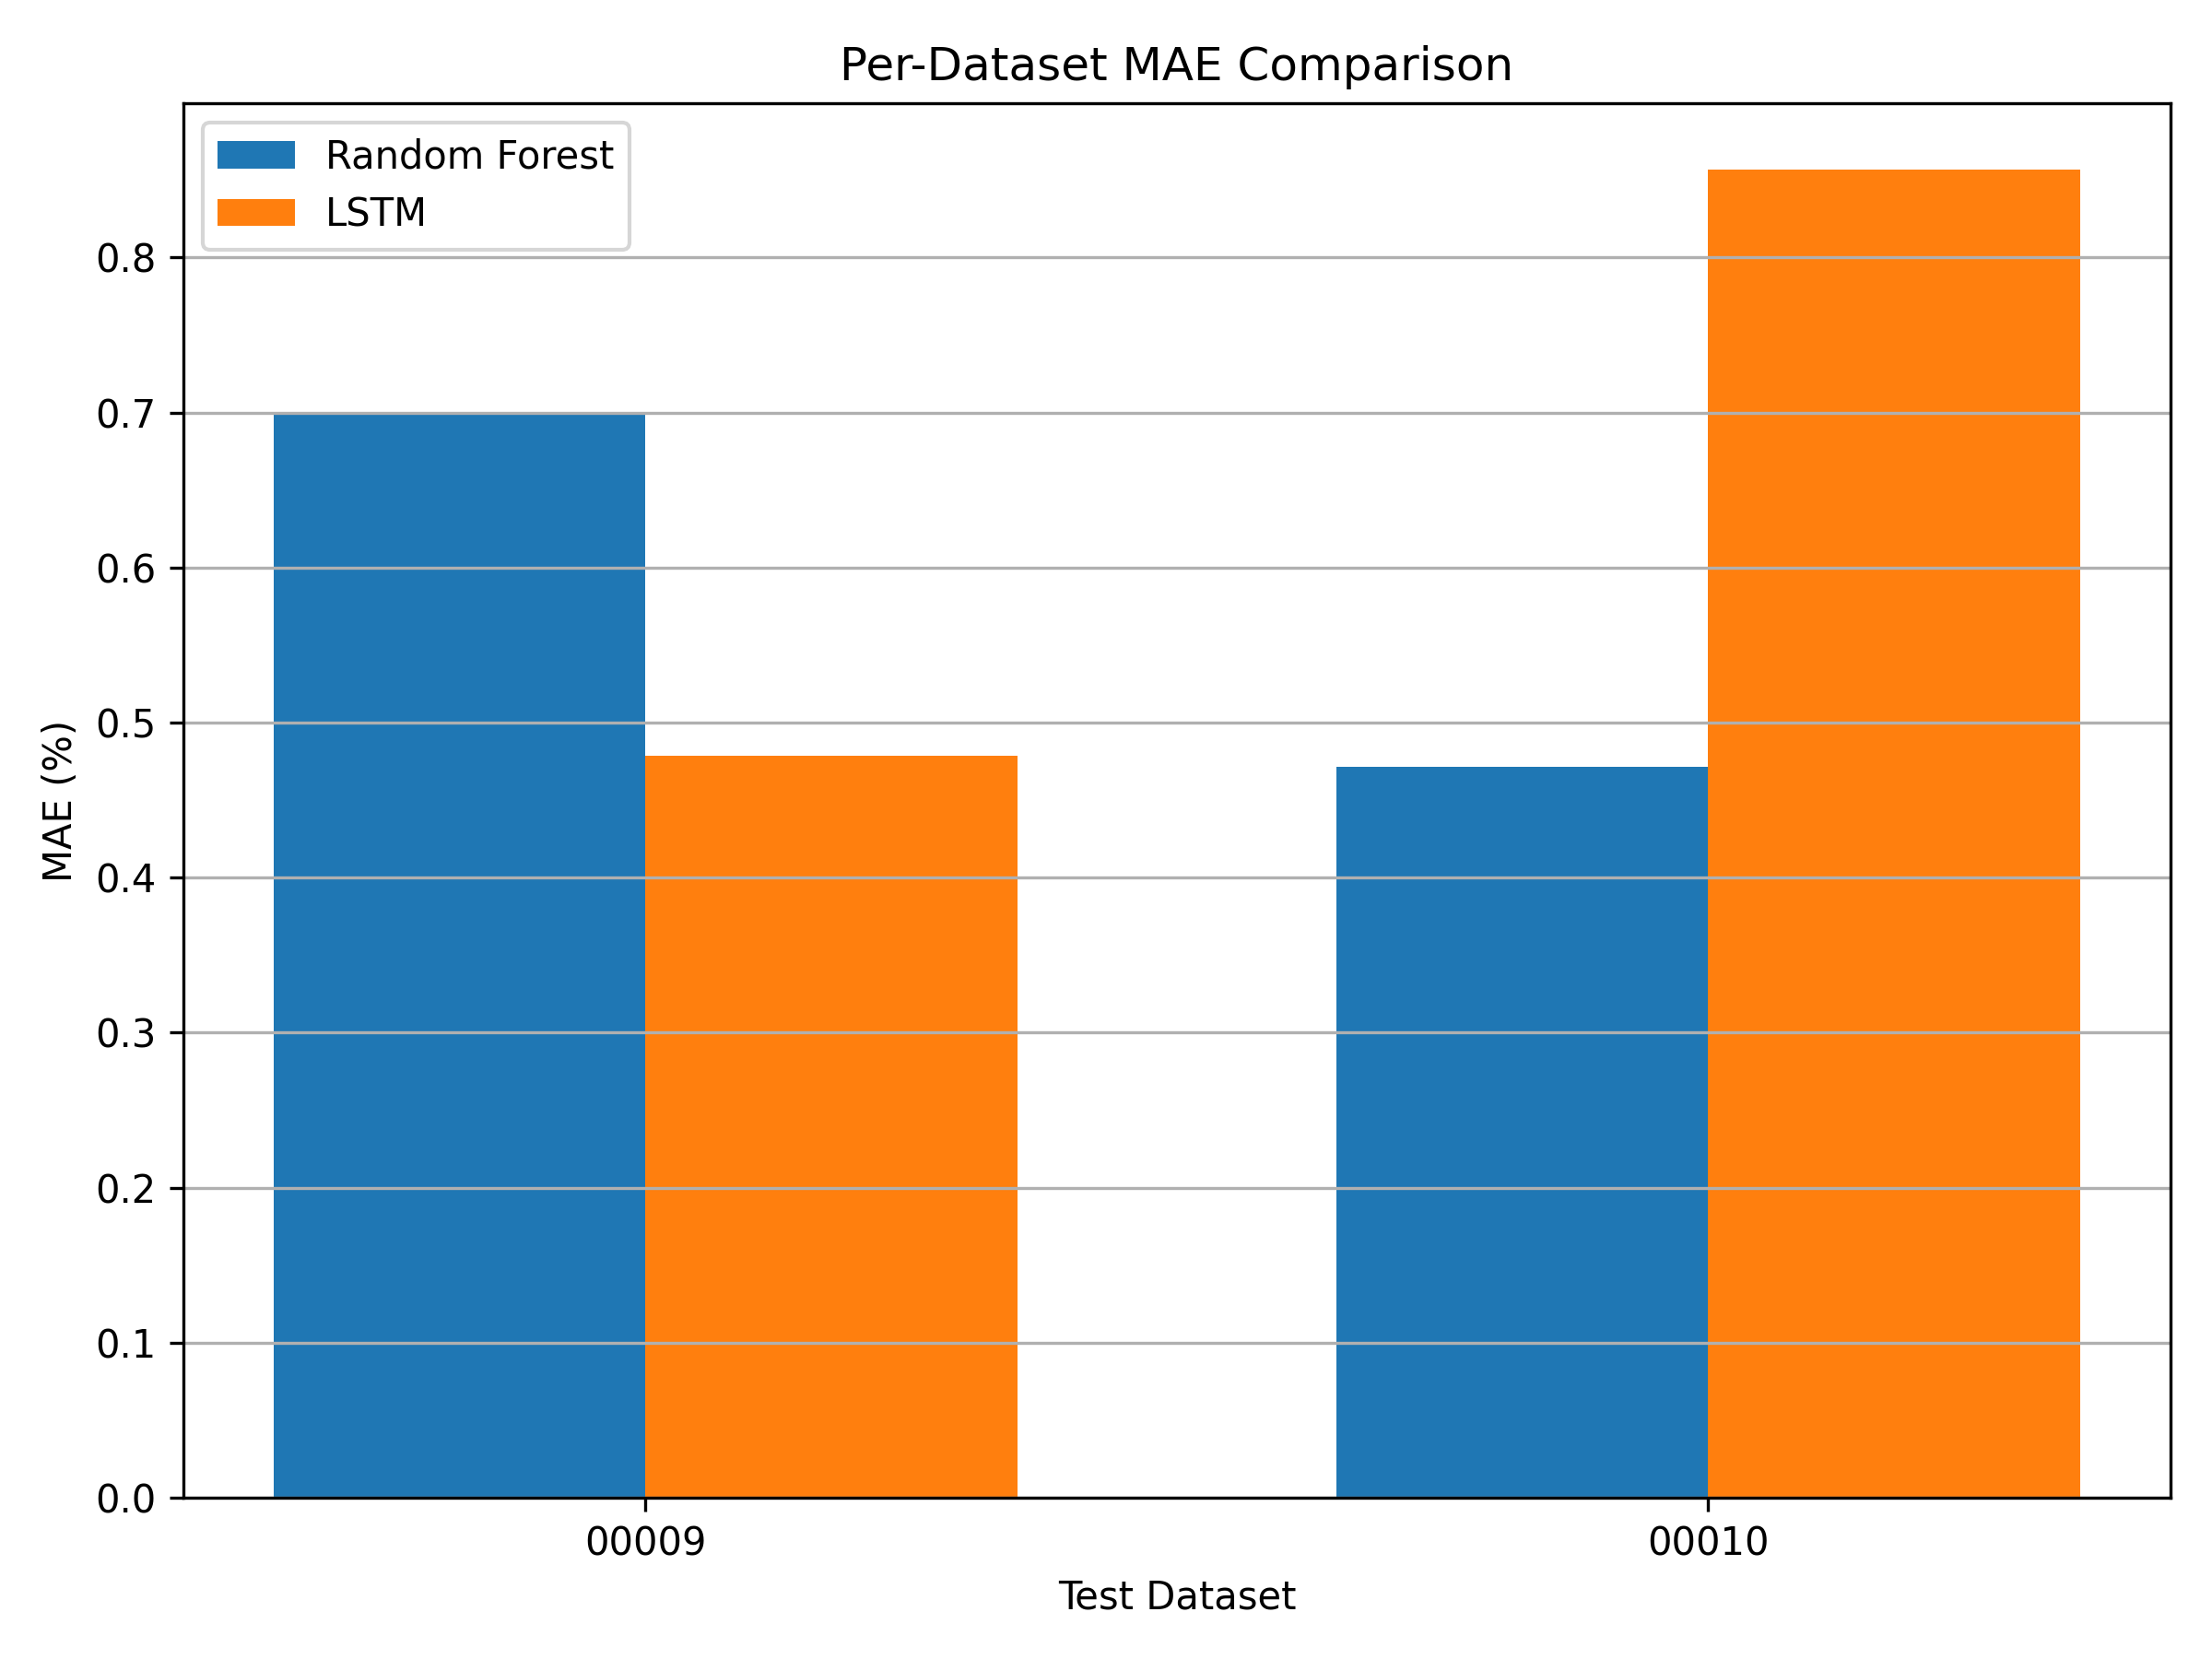 Per-Dataset MAE Comparison
Random Forest
LSTM
MAE (%)
0.8
0.7
0.6
0.5
0.4
0.3
0.2
0.1
0.0
00009
00010
Test Dataset